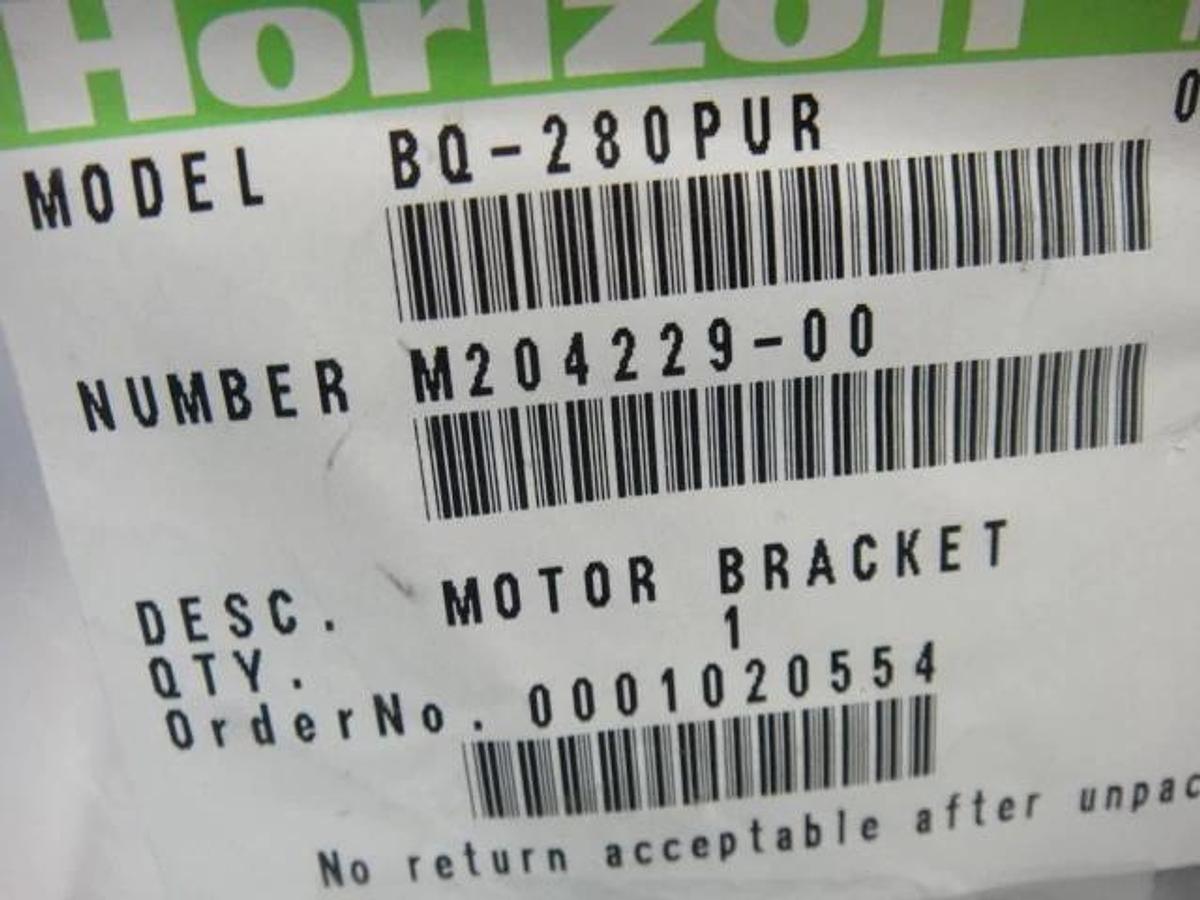 Horizon
MODEL BQ-280PUR
NUMBER M204229-00
DESC. MOTOR BRACKET
QTY. 1
OrderNo. 0001020554
No return acceptable after